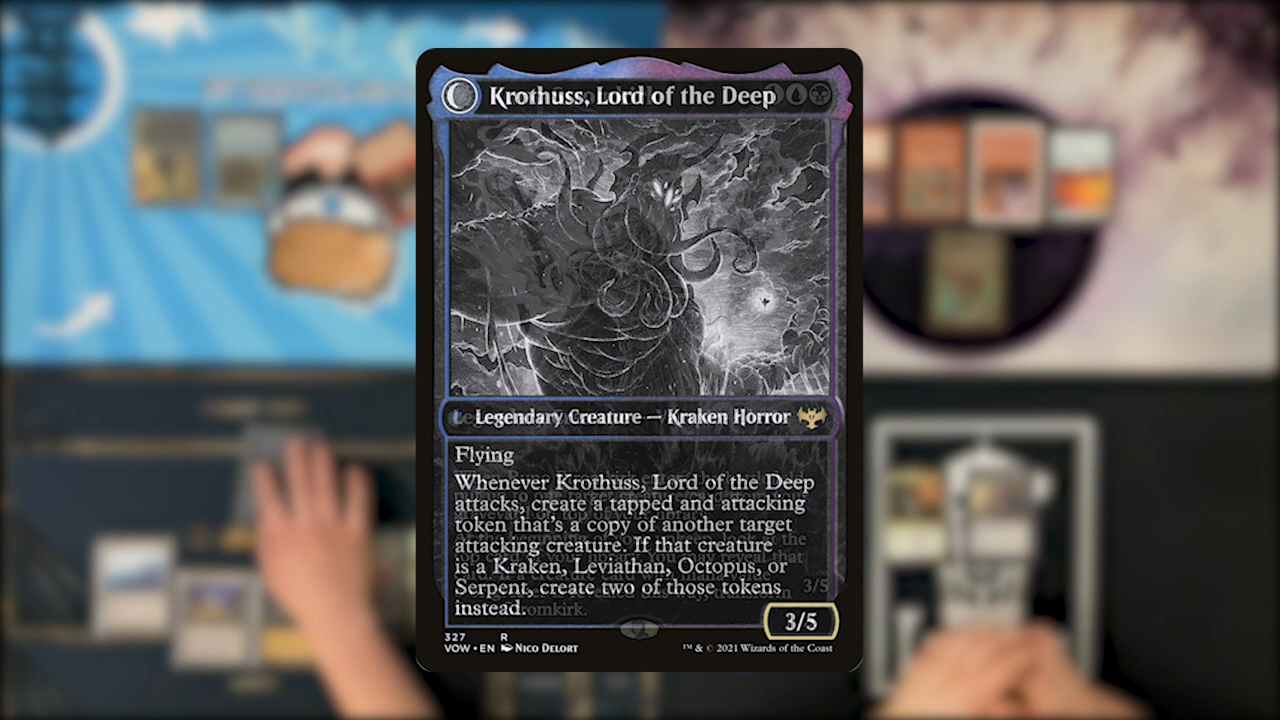 Krothuss, Lord of the Deep
Legendary Creature — Kraken Horror
Flying
Whenever Krothuss, Lord of the Deep
attacks, create a tapped and attacking
token that's a copy of another target
attacking creature. If that creature
is a Kraken, Leviathan, Octopus, or
Serpent, create two of those tokens
instead.
3/5
3/5
327 R
VOW • EN NICO DELORT
™ & © 2021 Wizards of the Coast